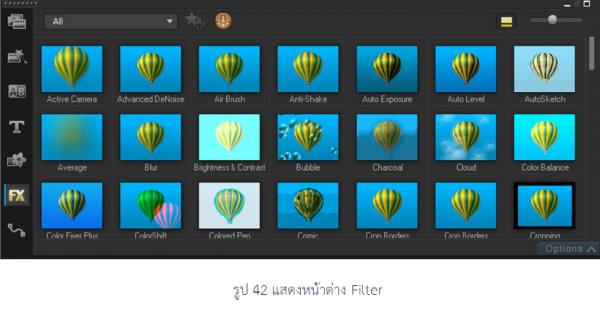 All
Active Camera
Advanced DeNoise
Air Brush
Anti-Shake
Auto Exposure
Auto Level
AutoSketch
AB
Average
Blur
Brightness & Contrast
Bubble
Charcoal
Cloud
Color Balance
T
FX
Color Fixer Plus
ColorShift
Colored Pen
Comic
Crop Borders
Crop Borders
Cropping
Options
รูป 42 แสดงหน้าต่าง Filter